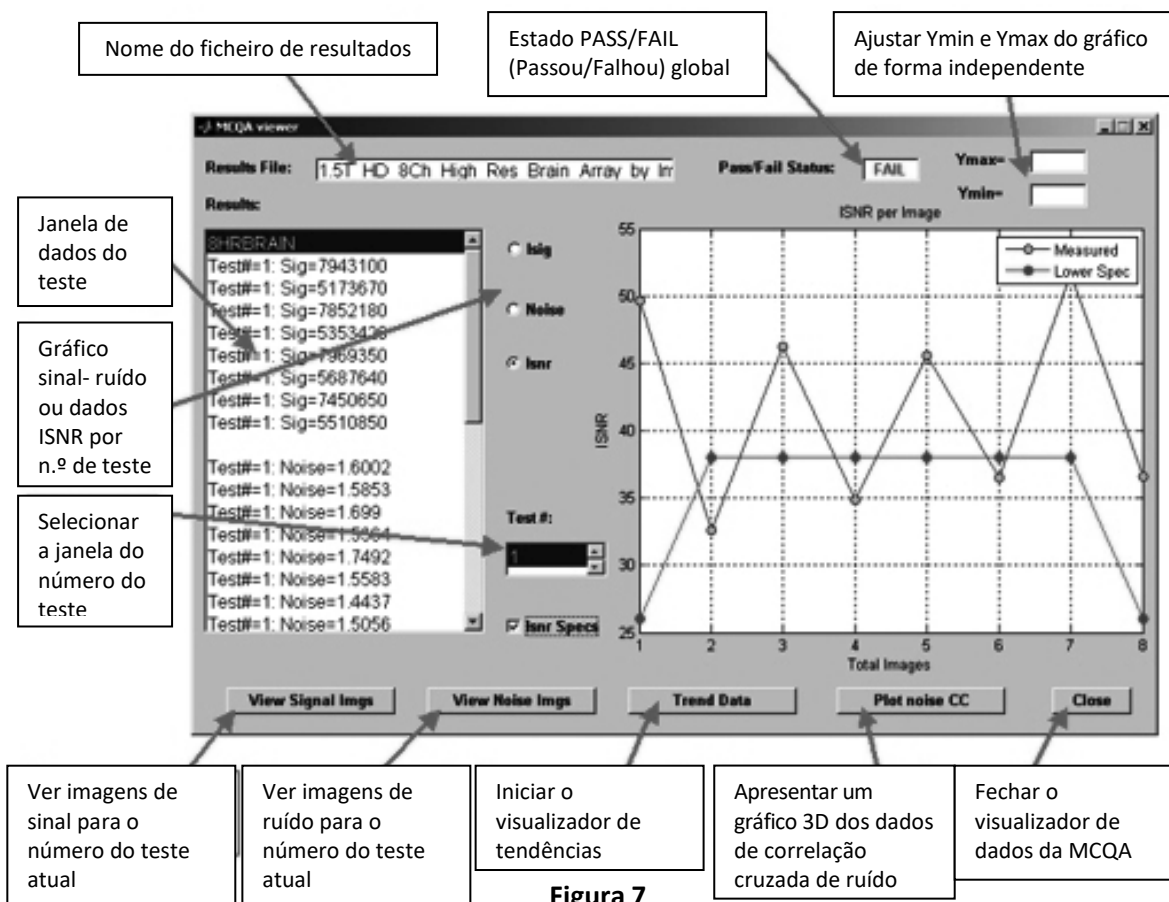 Nome do ficheiro de resultados
Estado PASS/FAIL
(Passou/Falhou) global
Ajustar Ymin e Ymax do gráfico
de forma independente
MCQA viewer
Results File:
1.5T HD 8Ch High Res Brain Array by Im
Pass/Fail Status:
FAIL
Ymax=
Ymin=
Results:
8HRBRAIN
Test#=1: Sig=7943100
Test#=1: Sig=5173670
Test#=1: Sig=7852180
Test#=1:
Test#=1: Sig=7969350
Test#=1: Sig=5687640
Test#=1: Sig=7450650
Test#=1: Sig=5510850
Test#=1: Noise=1.6002
Test#=1: Noise=1.5853
Test#=1: Noise=1.699
Test#=1:
Test#=1: Noise=1.7492
Test#=1: Noise=1.5583
Test#=1: Noise=1.4437
Test#=1: Noise=1.5056
Isig
Noise
Isnr
Test #:
1
Isnr Specs
ISNR per Image
Measured
Lower Spec
55
50
45
40
35
30
25
ISNR
1 2 3 4 5 6 7 8
Total Images
View Signal Imgs
View Noise Imgs
Trend Data
Plot noise CC
Close
Janela de
dados do
teste
Gráfico
sinal- ruído
ou dados
ISNR por
n.º de teste
Selecionar
a janela do
número do
teste
Ver imagens de
sinal para o
número do teste
atual
Ver imagens de
ruído para o
número do teste
atual
Iniciar o
visualizador de
tendências
Apresentar um
gráfico 3D dos dados
de correlação
cruzada de ruído
Fechar o
visualizador de
dados da MCQA
Figura 7